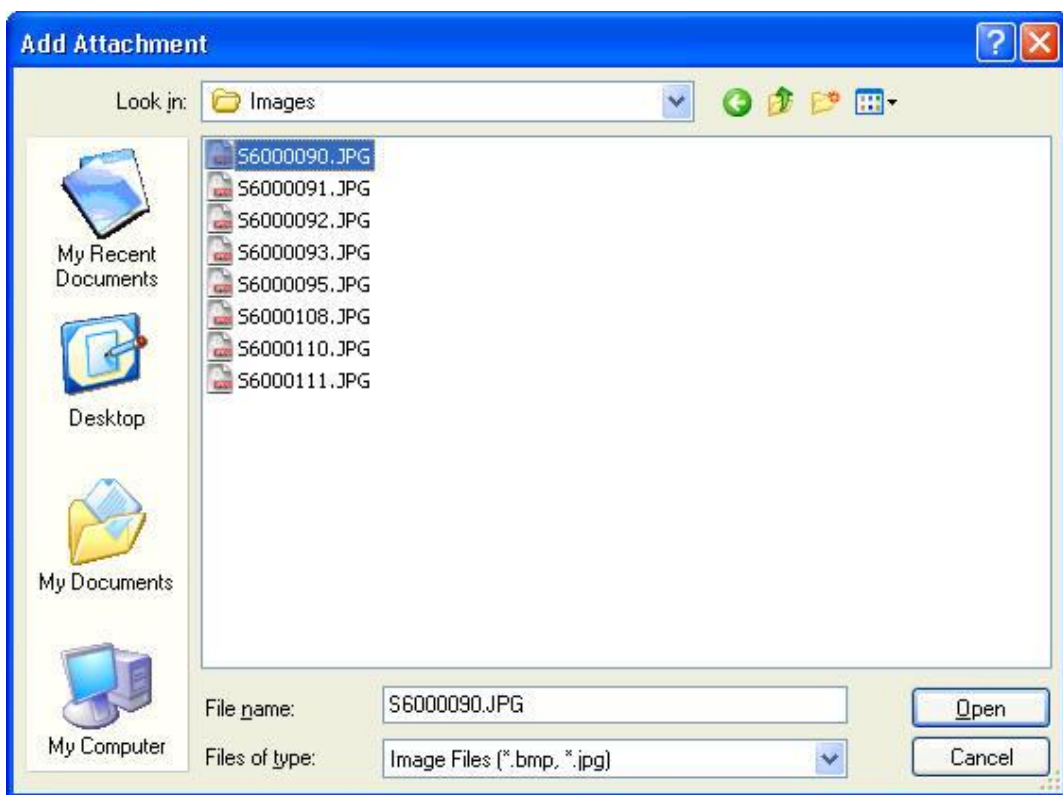 Add Attachment
Look in:
Images
S6000090.JPG
S6000091.JPG
S6000092.JPG
S6000093.JPG
S6000095.JPG
S6000108.JPG
S6000110.JPG
S6000111.JPG
My Recent
Documents
Desktop
My Documents
My Computer
File name:
S6000090.JPG
Open
Files of type:
Image Files (*.bmp, *.jpg)
Cancel